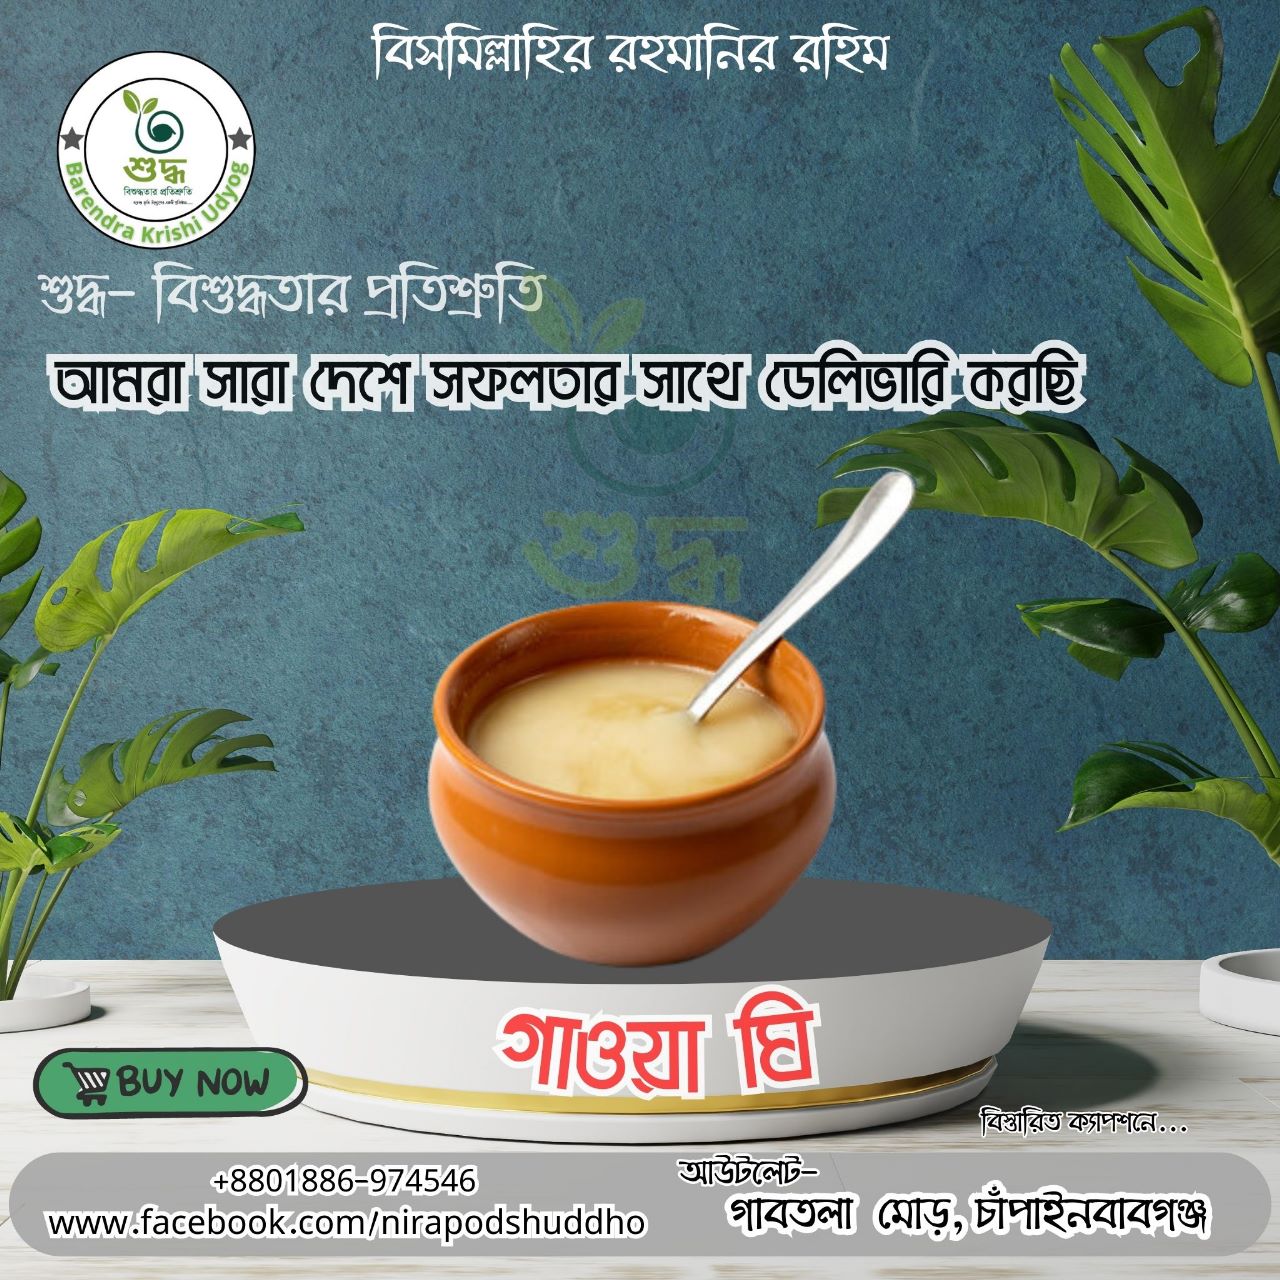 বিসমিল্লাহির রহমানির রহিম
শুদ্ধ
বিশুদ্ধতার প্রতিশ্রুতি
Barendra Krishi Udyog
শুদ্ধ- বিশুদ্ধতার প্রতিশ্রুতি
আমরা সারা দেশে সফলতার সাথে ডেলিভারি করছি
শুদ্ধ
গাওয়া ঘি
BUY NOW
বিস্তারিত ক্যাপশনে...
+8801886-974546
www.facebook.com/nirapodshuddho
আউটলেট-
গাবতলা মোড়, চাঁপাইনবাবগঞ্জ